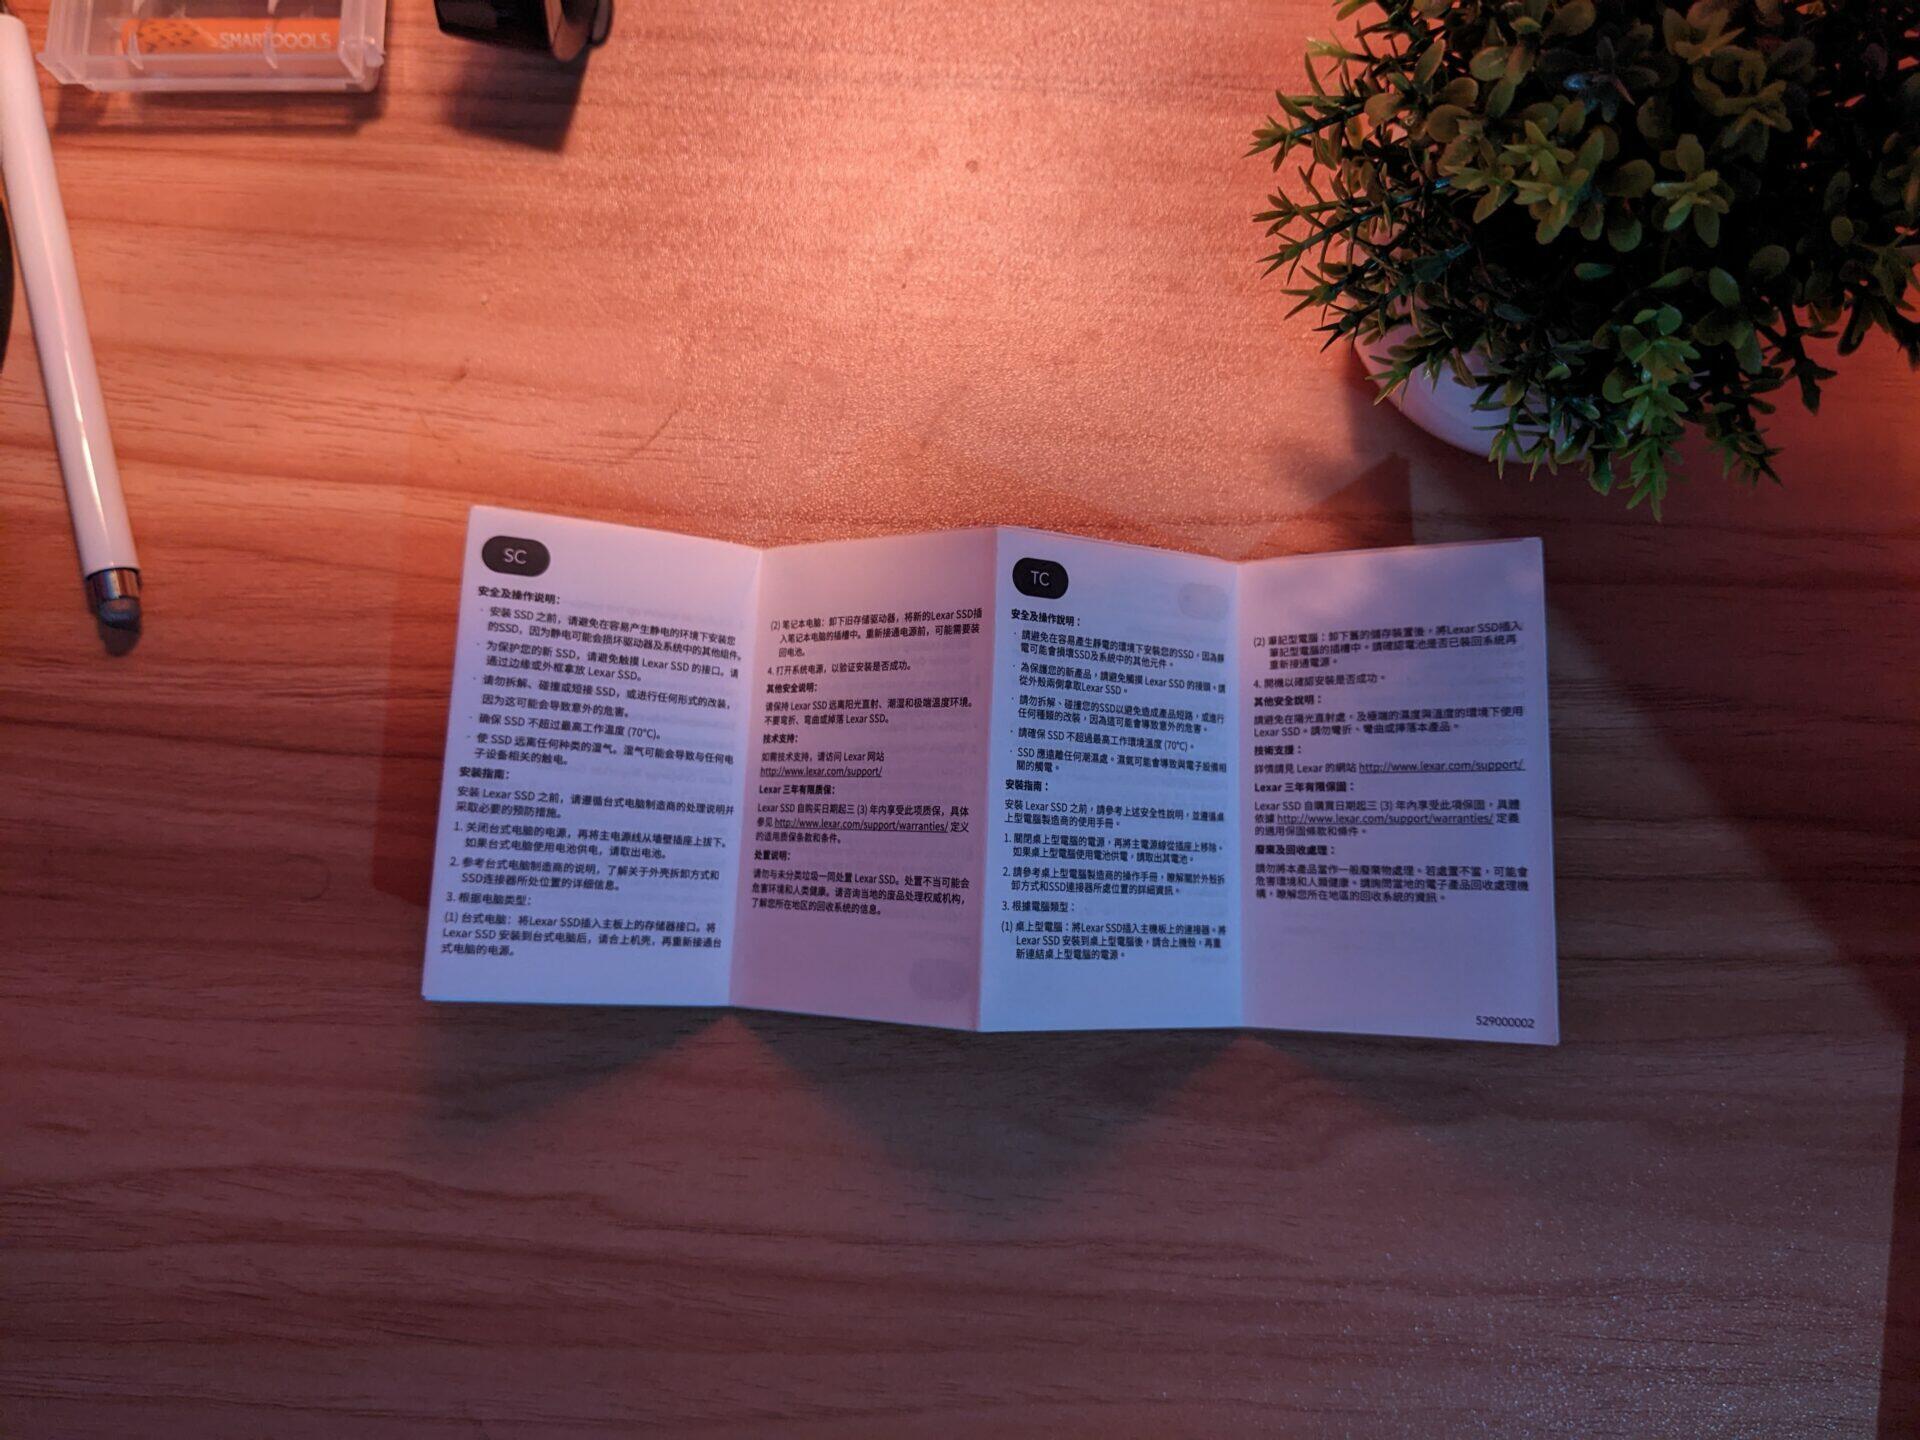 SMART
OOLS
SC
安全及操作说明：
· 安装 SSD 之前，请避免在容易产生静电的环境下安装您
的SSD，因为静电可能会损坏驱动器及系统中的其他组件。
· 为保护您的新 SSD，请避免触摸 Lexar SSD 的接口。请
通过边缘或外框拿放 Lexar SSD。
· 请勿拆解、碰撞或短接 SSD，或进行任何形式的改装，
因为这可能会导致意外的危害。
· 确保 SSD 不超过最高工作温度 (70°C)。
· 使 SSD 远离任何种类的湿气。湿气可能会导致与任何电
子设备相关的触电。
安装指南：
安装 Lexar SSD 之前，请遵循台式电脑制造商的处理说明并
采取必要的预防措施。
1. 关闭台式电脑的电源，再将主电源线从墙壁插座上拔下。
如果台式电脑使用电池供电，请取出电池。
2. 参考台式电脑制造商的说明，了解关于外壳拆卸方式和
SSD连接器所处位置的详细信息。
3. 根据电脑类型：
(1) 台式电脑：将Lexar SSD插入主板上的存储器接口。将
Lexar SSD 安装到台式电脑后，请合上机壳，再重新接通台
式电脑的电源。
(2) 笔记本电脑：卸下旧存储驱动器，将新的Lexar SSD插
入笔记本电脑的插槽中。重新接通电源前，可能需要装
回电池。
4. 打开系统电源，以验证安装是否成功。
其他安全说明：
请保持 Lexar SSD 远离阳光直射、潮湿和极端温度环境。
不要弯折、弯曲或掉落 Lexar SSD。
技术支持：
如需技术支持，请访问 Lexar 网站
http://www.lexar.com/support/
Lexar 三年有限质保：
Lexar SSD 自购买日期起三 (3) 年内享受此项质保，具体
参见 http://www.lexar.com/support/warranties/ 定义
的适用质保条款和条件。
处置说明：
请勿与未分类垃圾一同处置 Lexar SSD。处置不当可能会
危害环境和人类健康。请咨询当地的废品处理权威机构，
了解您所在地区的回收系统的信息。
TC
安全及操作說明：
· 請避免在容易產生靜電的環境下安裝您的SSD，因為靜
電可能會損壞SSD及系統中的其他元件。
· 為保護您的新產品，請避免觸摸 Lexar SSD 的接頭。請
從外殼兩側拿取Lexar SSD。
· 請勿拆解、碰撞您的SSD以避免造成產品短路，或進行
任何種類的改裝，因為這可能會導致意外的危害。
· 請確保 SSD 不超過最高工作環境溫度 (70°C)。
· SSD 應遠離任何潮濕處。濕氣可能會導致與電子設備相
關的觸電。
安裝指南：
安裝 Lexar SSD 之前，請參考上述安全性說明，並遵循桌
上型電腦製造商的使用手冊。
1. 關閉桌上型電腦的電源，再將主電源線從插座上移除。
如果桌上型電腦使用電池供電，請取出其電池。
2. 請參考桌上型電腦製造商的操作手冊，瞭解關於外殼拆
卸方式和SSD連接器所處位置的詳細資訊。
3. 根據電腦類型：
(1) 桌上型電腦：將Lexar SSD插入主機板上的連接器。將
Lexar SSD 安裝到桌上型電腦後，請合上機殼，再重
新連結桌上型電腦的電源。
(2) 筆記型電腦：卸下舊的儲存裝置後，將Lexar SSD插入
筆記型電腦的插槽中。請確認電池是否已裝回系統再
重新接通電源。
4. 開機以確認安裝是否成功。
其他安全說明：
請避免在陽光直射處、及極端的濕度與溫度的環境下使用
Lexar SSD。請勿彎折、彎曲或摔落本產品。
技術支援：
詳情請見 Lexar 的網站 http://www.lexar.com/support/
Lexar 三年有限保固：
Lexar SSD 自購買日期起三 (3) 年內享受此項保固，具體
依據 http://www.lexar.com/support/warranties/ 定義
的適用保固條款和條件。
廢棄及回收處理：
請勿將本產品當作一般廢棄物處理。若處置不當，可能會
危害環境和人類健康。請詢問當地的電子產品回收處理機
構，瞭解您所在地區的回收系統的資訊。
529000002